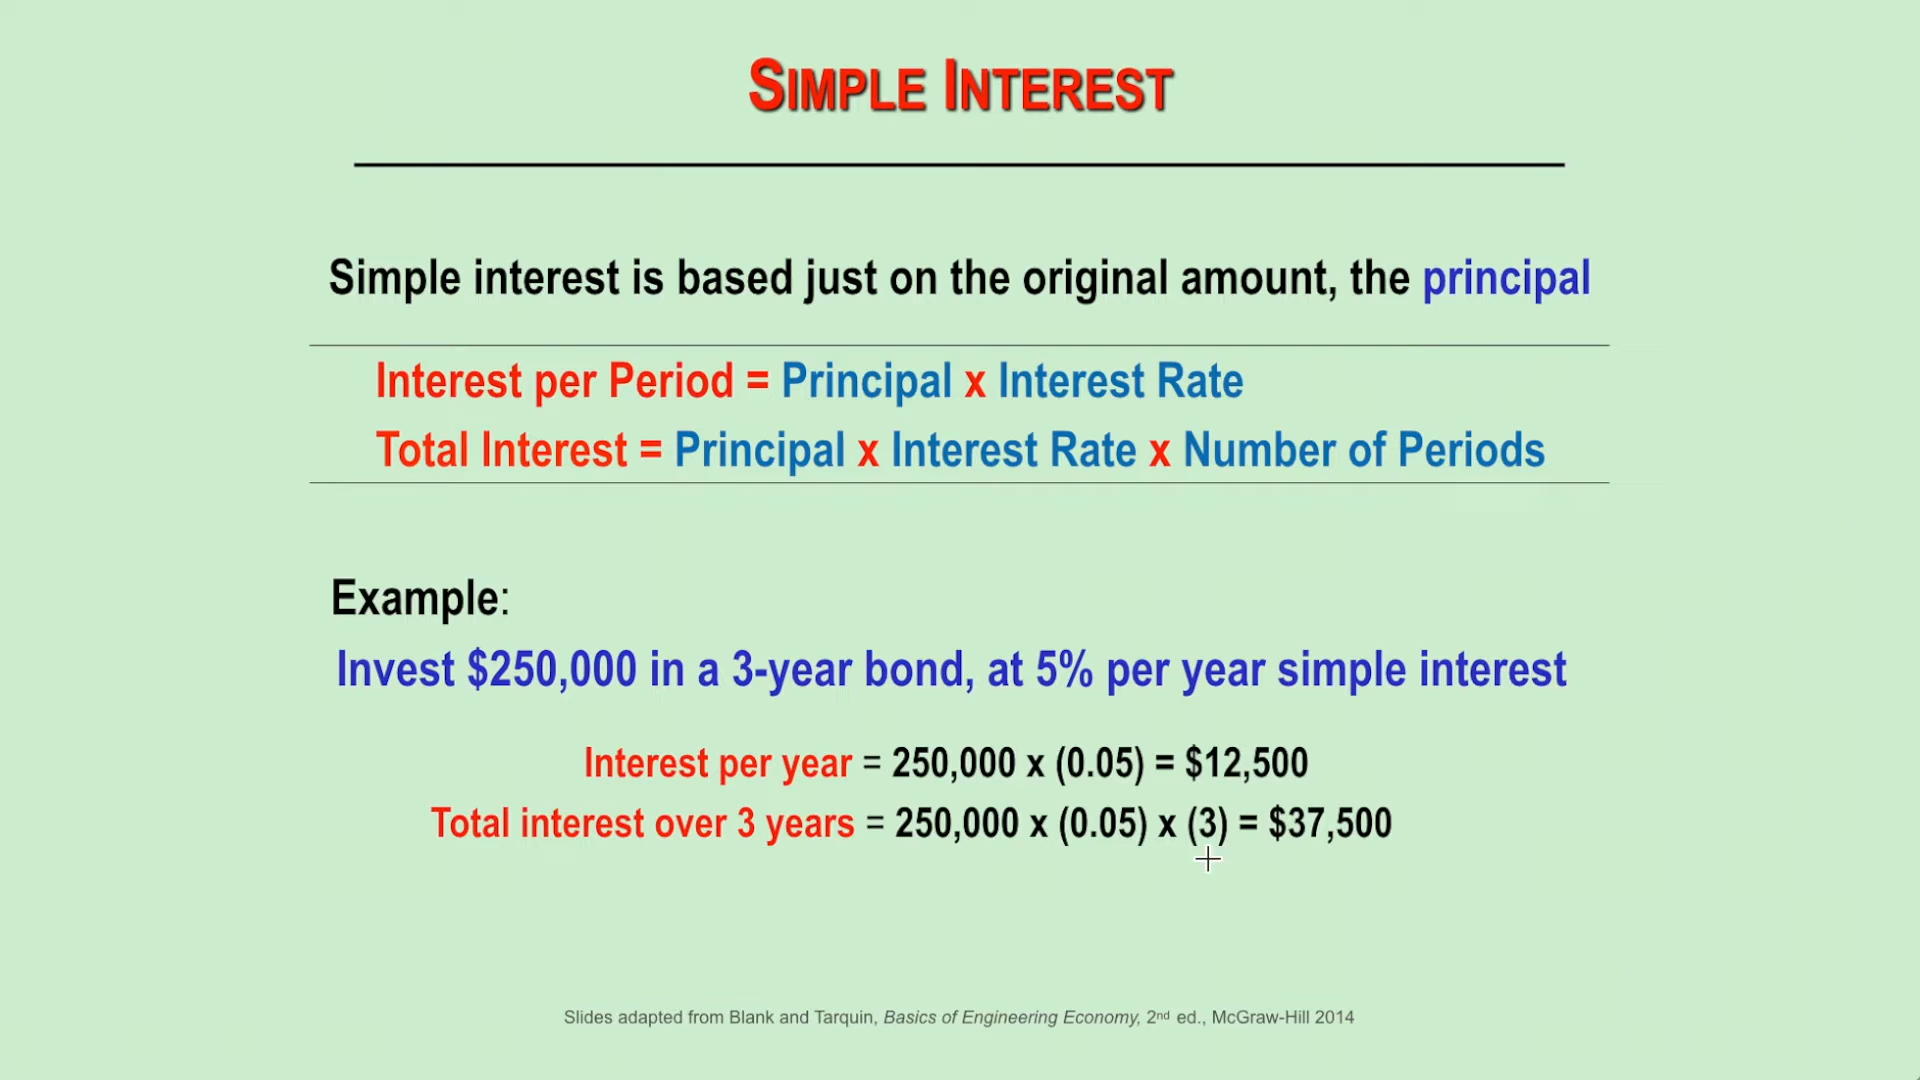 SIMPLE INTEREST
Simple interest is based just on the original amount, the principal
Interest per Period = Principal x Interest Rate
Total Interest = Principal x Interest Rate x Number of Periods
Example:
Invest $250,000 in a 3-year bond, at 5% per year simple interest
Interest per year = 250,000 x (0.05) = $12,500
Total interest over 3 years = 250,000 x (0.05) x (3) = $37,500
Slides adapted from Blank and Tarquin, Basics of Engineering Economy, 2nd ed., McGraw-Hill 2014